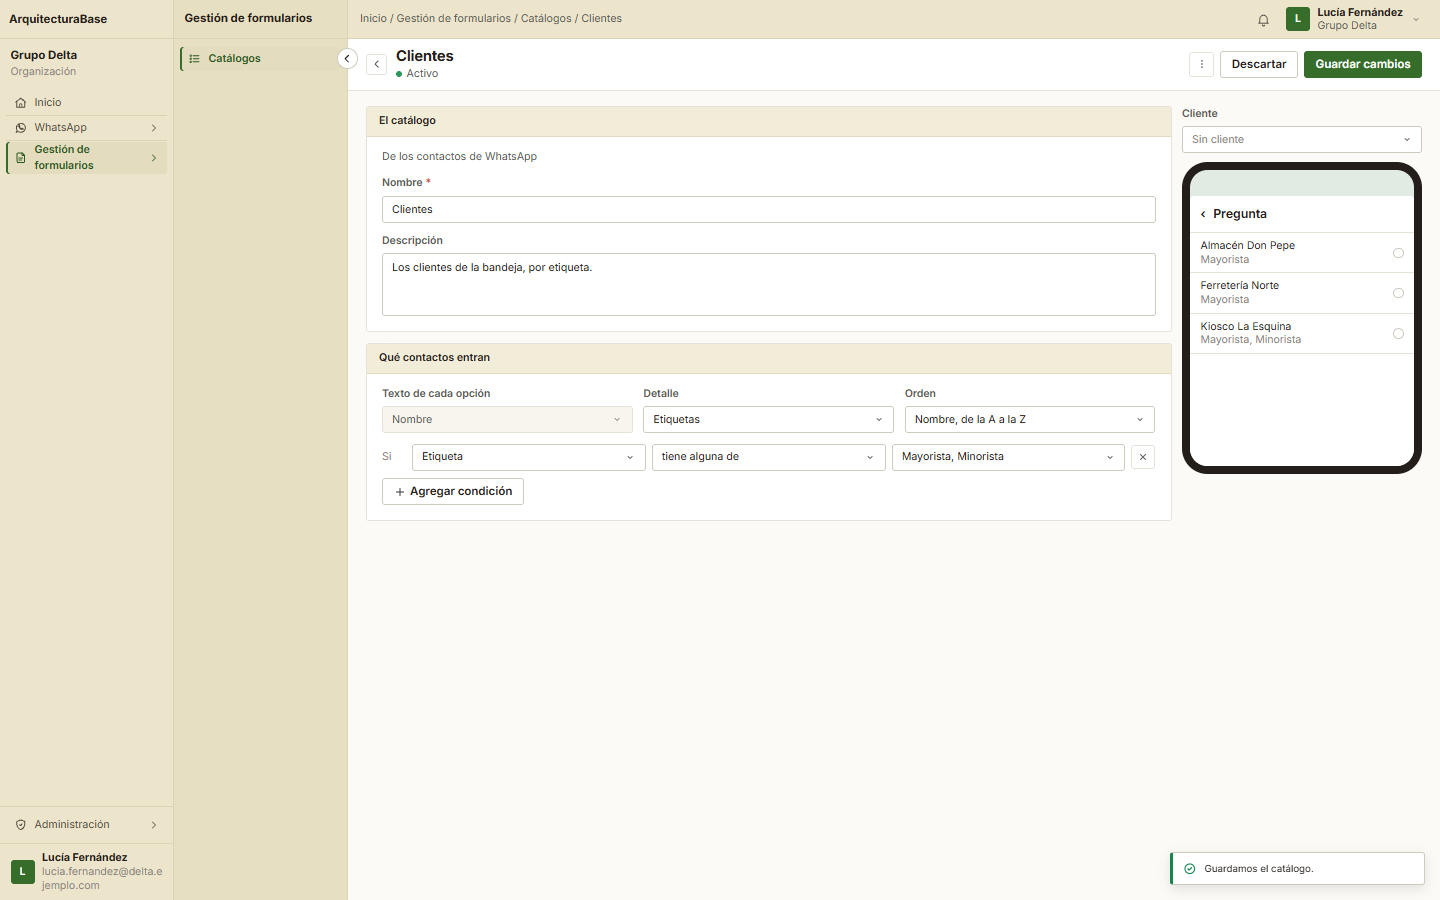 ArquitecturaBase
Grupo Delta
Organización
Inicio
WhatsApp
Gestión de
formularios
Administración
Lucía Fernández
lucia.fernandez@delta.e
jemplo.com
L
Gestión de formularios
Catálogos
Inicio / Gestión de formularios / Catálogos / Clientes
L
Lucía Fernández
Grupo Delta
Clientes
Activo
Descartar
Guardar cambios
El catálogo
De los contactos de WhatsApp
Nombre *
Clientes
Descripción
Los clientes de la bandeja, por etiqueta.
Qué contactos entran
Texto de cada opción
Detalle
Orden
Nombre
Etiquetas
Nombre, de la A a la Z
Si
Etiqueta
tiene alguna de
Mayorista, Minorista
Agregar condición
Cliente
Sin cliente
Pregunta
Almacén Don Pepe
Mayorista
Ferretería Norte
Mayorista
Kiosco La Esquina
Mayorista, Minorista
Guardamos el catálogo.